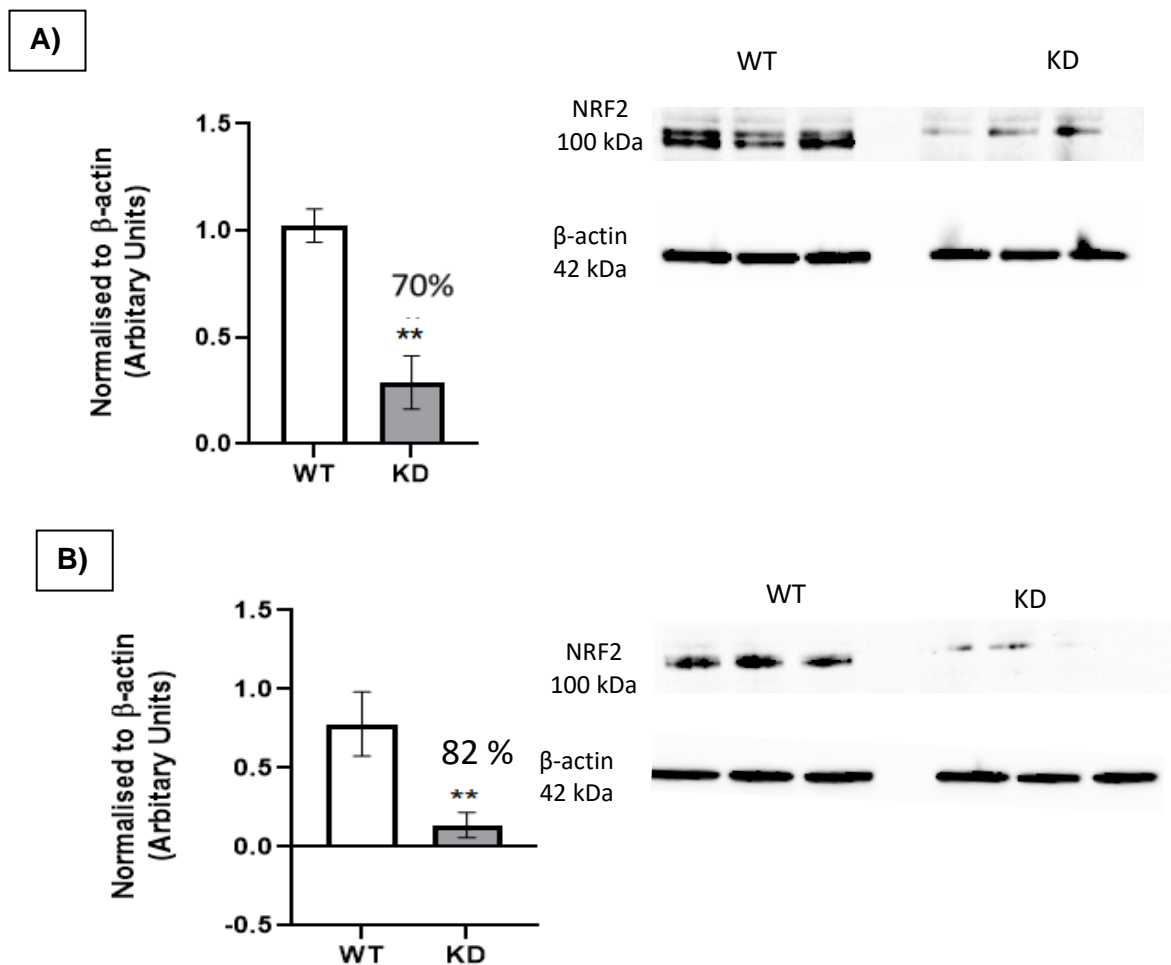 A)
WT KD
NRF2
100 kDa
β-actin
42 kDa
Normalised to β-actin
(Arbitary Units)
1.5
1.0
0.5
0.0
70%
**
WT KD
B)
WT KD
NRF2
100 kDa
β-actin
42 kDa
Normalised to β-actin
(Arbitary Units)
1.5
1.0
0.5
0.0
-0.5
82 %
**
WT KD